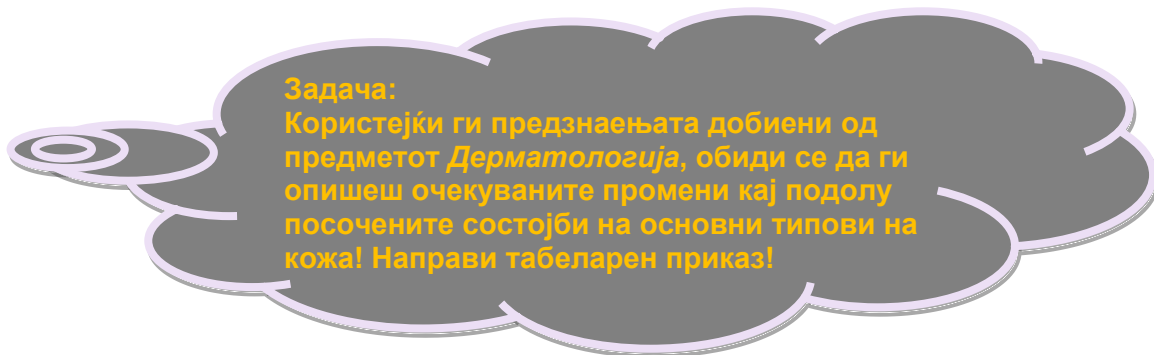 Задача:
Користејќи ги предзнаењата добиени од
предметот Дерматологија, обиди се да ги
опишеш очекуваните промени кај подолу
посочените состојби на основни типови на
кожа! Направи табеларен приказ!